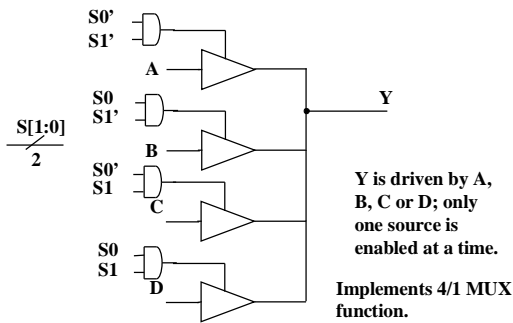 S0’
S1’
A
S0
S1’
Y
S[1:0]
2
B
S0’
S1
C
Y is driven by A,
B, C or D; only
one source is
enabled at a time.
S0
S1
D
Implements 4/1 MUX
function.